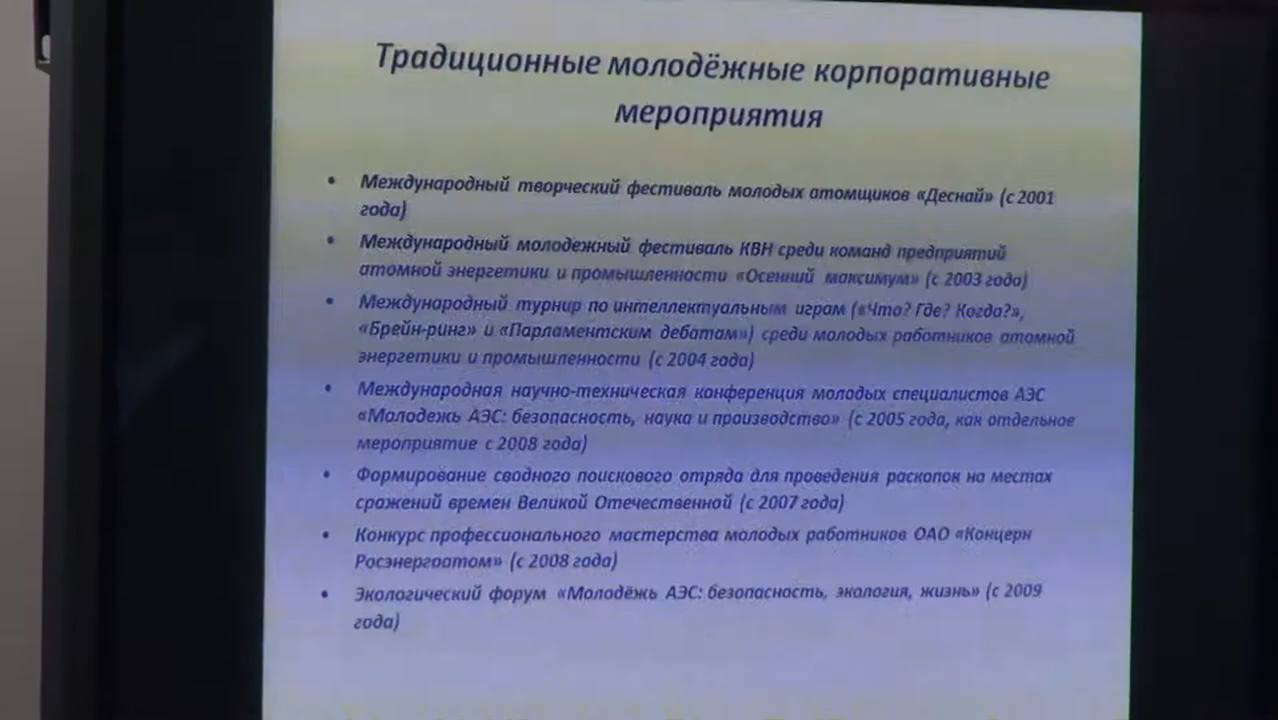 Традиционные молодёжные корпоративные
мероприятия
• Международный творческий фестиваль молодых атомщиков «Деснай» (с 2001
года)
• Международный молодежный фестиваль КВН среди команд предприятий
атомной энергетики и промышленности «Осенний максимум» (с 2003 года)
• Международный турнир по интеллектуальным играм («Что? Где? Когда?»,
«Брейн-ринг» и «Парламентским дебатам») среди молодых работников атомной
энергетики и промышленности (с 2004 года)
• Международная научно-техническая конференция молодых специалистов АЭС
«Молодежь АЭС: безопасность, наука и производство» (с 2005 года, как отдельное
мероприятие с 2008 года)
• Формирование сводного поискового отряда для проведения раскопок на местах
сражений времен Великой Отечественной (с 2007 года)
• Конкурс профессионального мастерства молодых работников ОАО «Концерн
Росэнергоатом» (с 2008 года)
• Экологический форум «Молодёжь АЭС: безопасность, экология, жизнь» (с 2009
года)